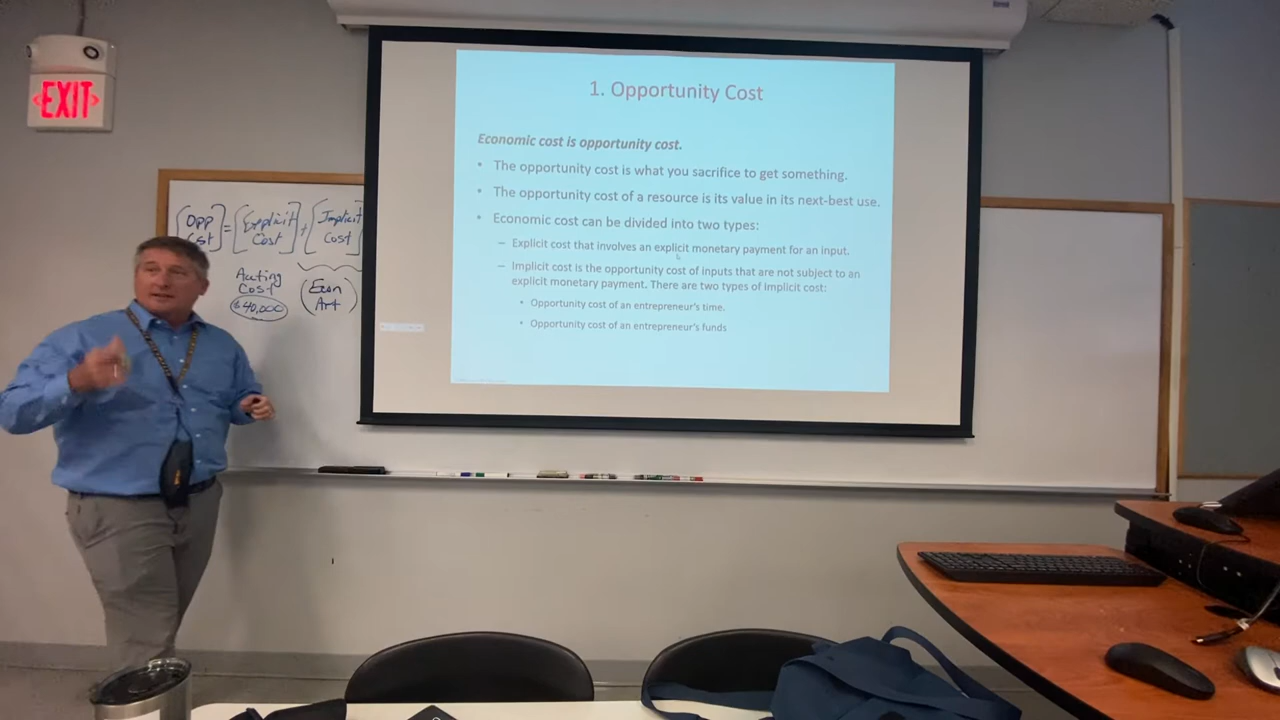 EXIT
1. Opportunity Cost
Economic cost is opportunity cost.
• The opportunity cost is what you sacrifice to get something.
• The opportunity cost of a resource is its value in its next-best use.
• Economic cost can be divided into two types:
– Explicit cost that involves an explicit monetary payment for an input.
– Implicit cost is the opportunity cost of inputs that are not subject to an
explicit monetary payment. There are two types of Implicit cost:
• Opportunity cost of an entrepreneur's time.
• Opportunity cost of an entrepreneur's funds
[Opp = [Explicit + [Implicit
Cost] Cost] Cost
Cost
$40,000
(Econ